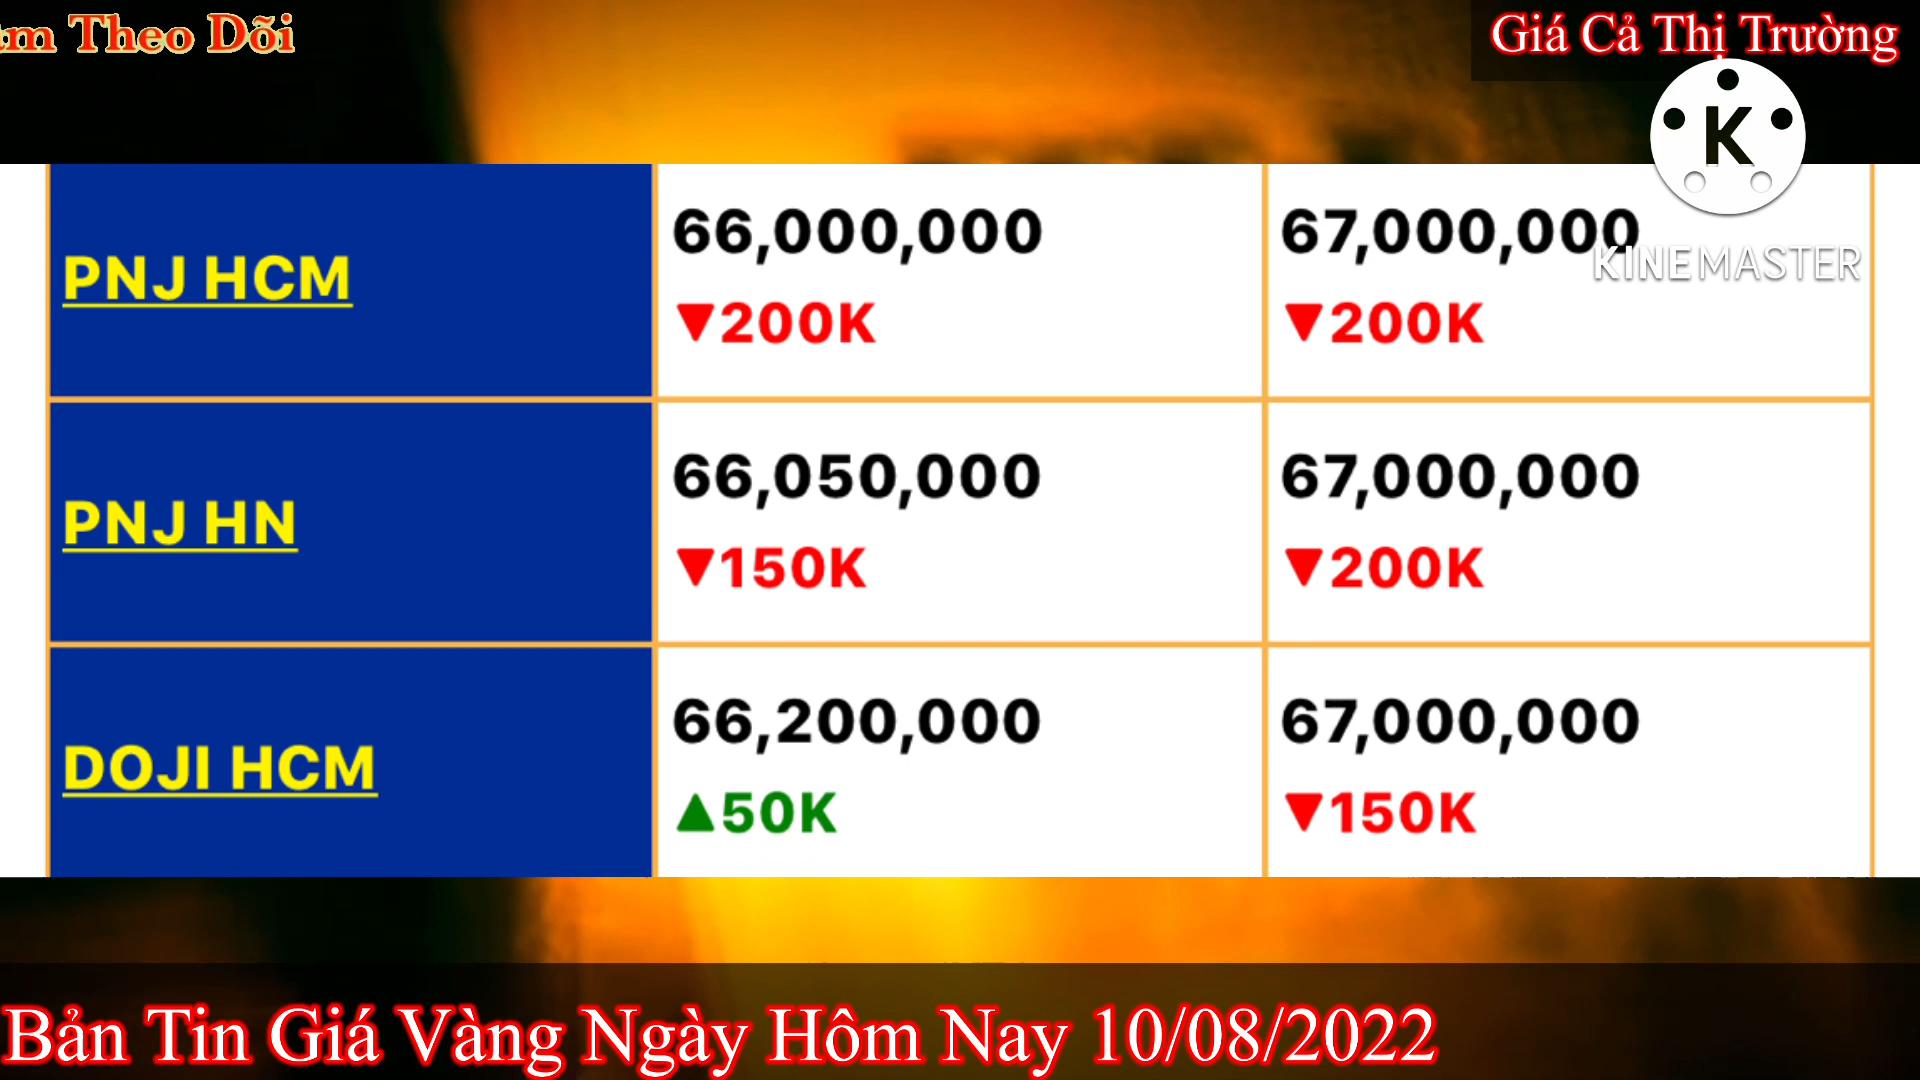 Theo Dõi
Giá Cả Thị Trường
K
KINEMASTER
PNJ HCM
66,000,000
67,000,000
▼200K
▼200K
PNJ HN
66,050,000
67,000,000
▼150K
▼200K
DOJI HCM
66,200,000
67,000,000
▲50K
▼150K
Bản Tin Giá Vàng Ngày Hôm Nay 10/08/2022